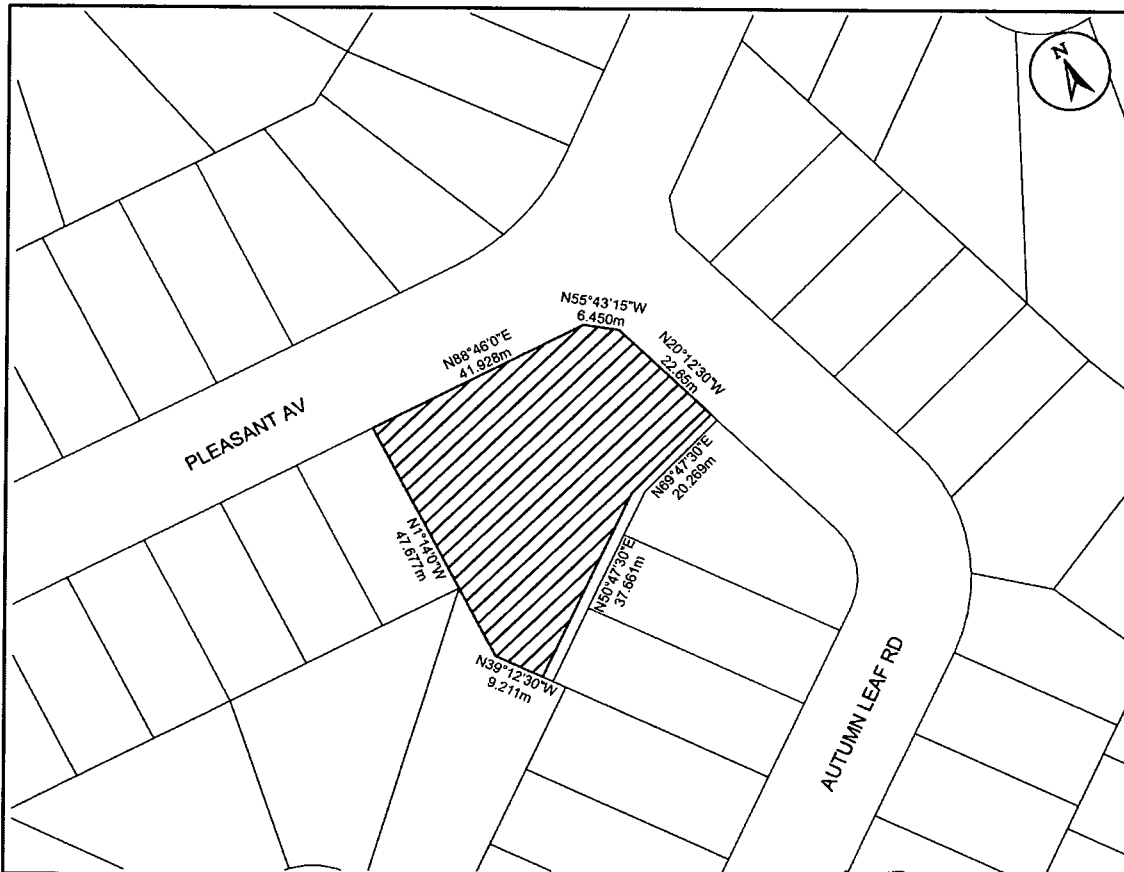 N
N55°43'15"W
6.450m
N88°46'0"E
41.928m
N20°12'30"W
22.65m
PLEASANT AV
N69°47'30"E
20.269m
N1°14'0"W
47.677m
N50°47'30"E
37.661m
N39°12'30"W
9.211m
AUTUMN LEAF RD